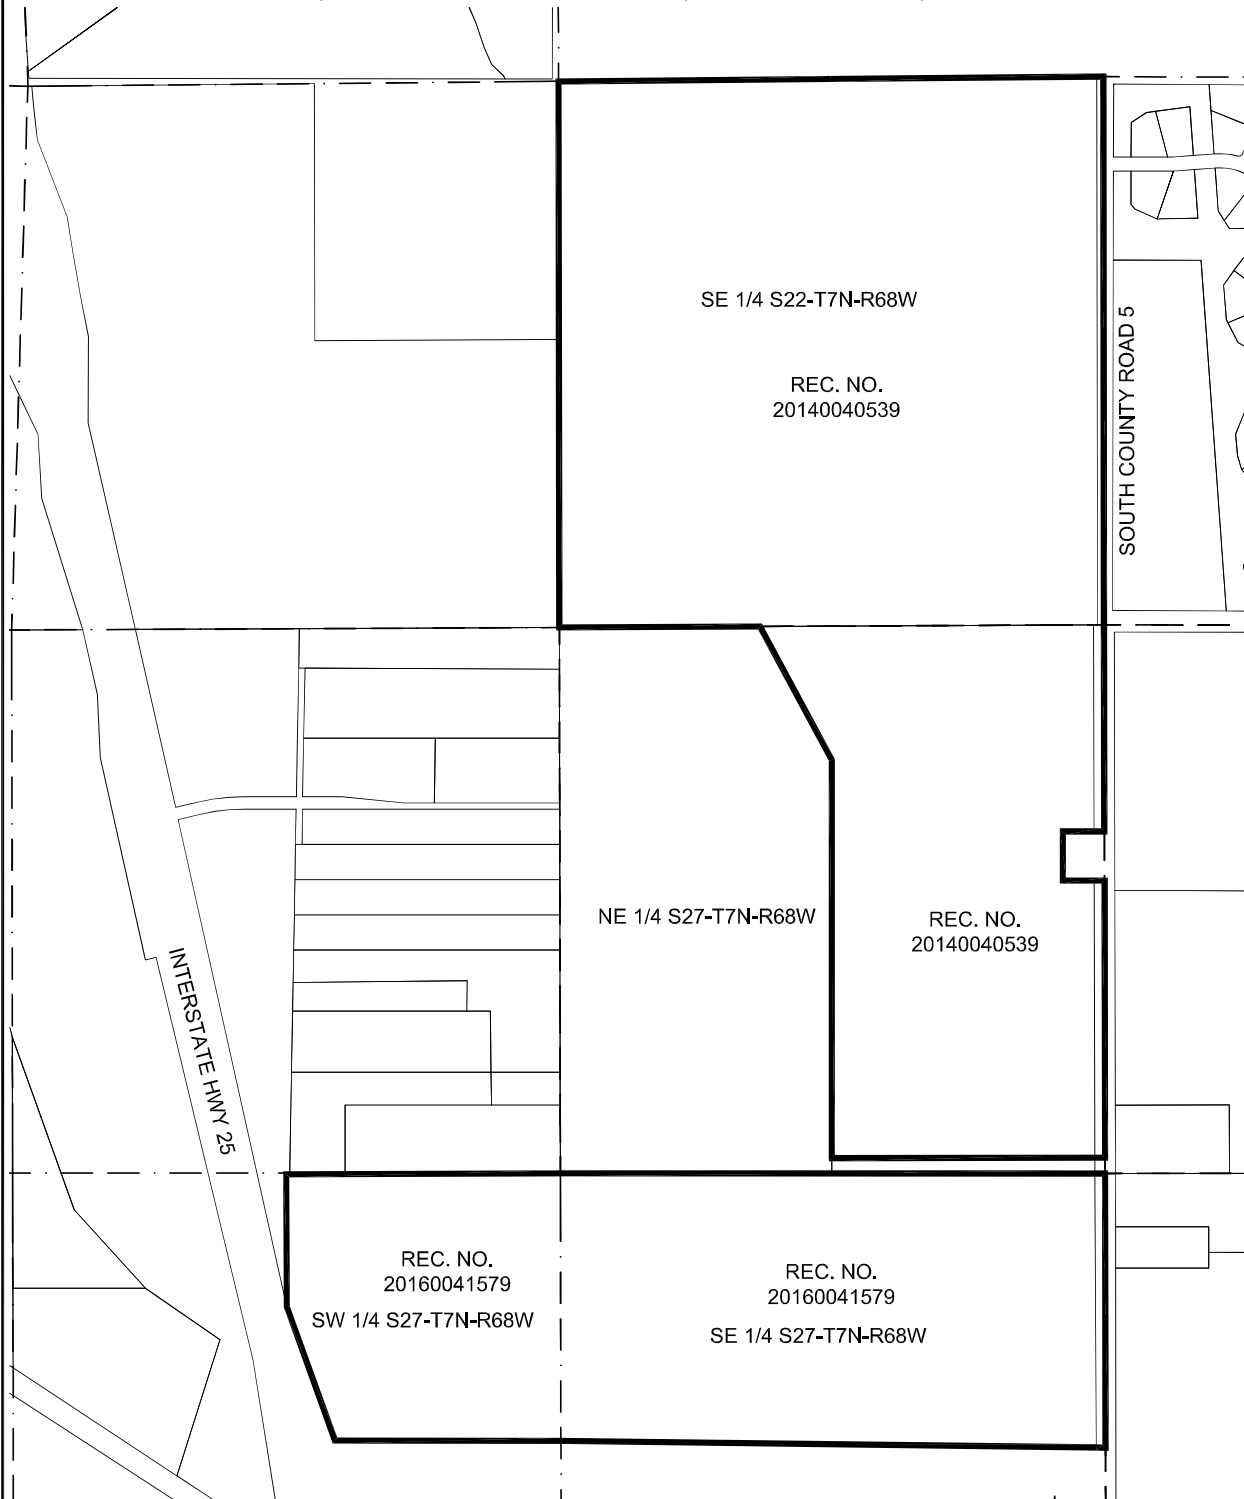 SE 1/4 S22-T7N-R68W
REC. NO.
20140040539
SOUTH COUNTY ROAD 5
NE 1/4 S27-T7N-R68W
REC. NO.
20140040539
INTERSTATE HWY 25
REC. NO.
20160041579
SW 1/4 S27-T7N-R68W
REC. NO.
20160041579
SE 1/4 S27-T7N-R68W